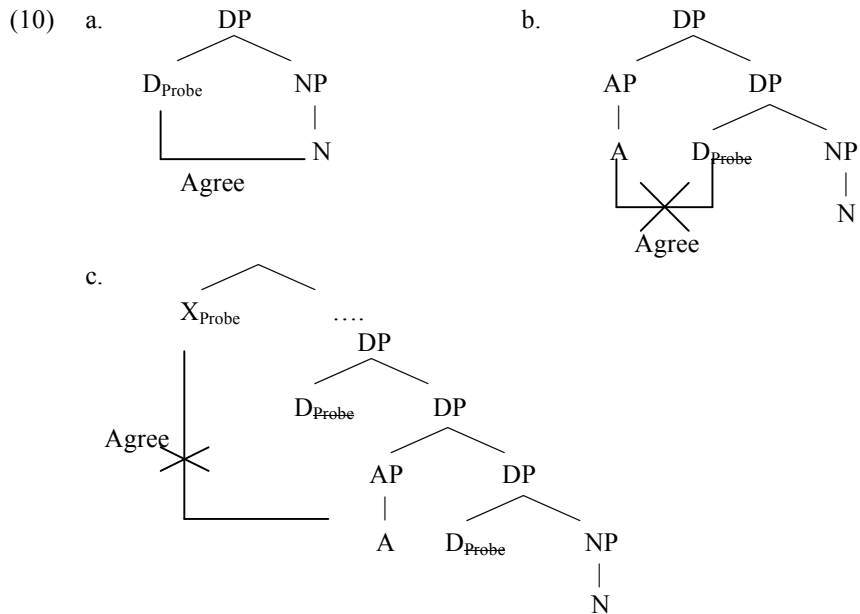 (10) a. DP b. DP
D_Probe NP AP DP
N A D_Probe NP
Agree N
Agree
c.
X_Probe ....
DP
D_Probe DP
Agree
AP DP
A D_Probe NP
N